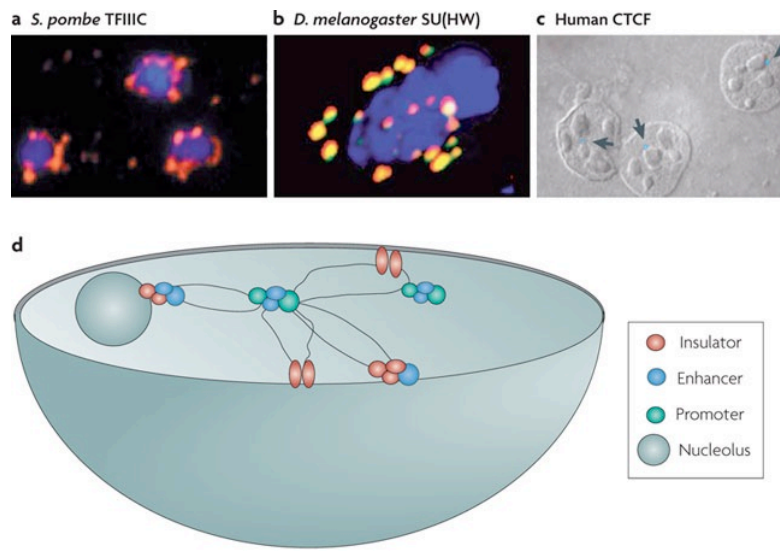 a S. pombe TFIIIC
b D. melanogaster SU(HW)
c Human CTCF
d
Insulator
Enhancer
Promoter
Nucleolus